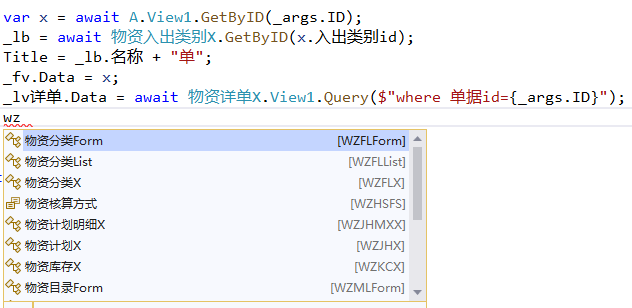 var x = await A.View1.GetByID(_args.ID);
_lb = await 物资入出类别X.GetByID(x.入出类别id);
Title = _lb.名称 + "单";
_fv.Data = x;
_lv详单.Data = await 物资详单X.View1.Query($"where 单据id={_args.ID}");
wz
物资分类Form [WZFLForm]
物资分类List [WZFLList]
物资分类X [WZFLX]
物资核算方式 [WZHSFS]
物资计划明细X [WZJHMXX]
物资计划X [WZJHX]
物资库存X [WZKCX]
物资目录Form [WZMLForm]